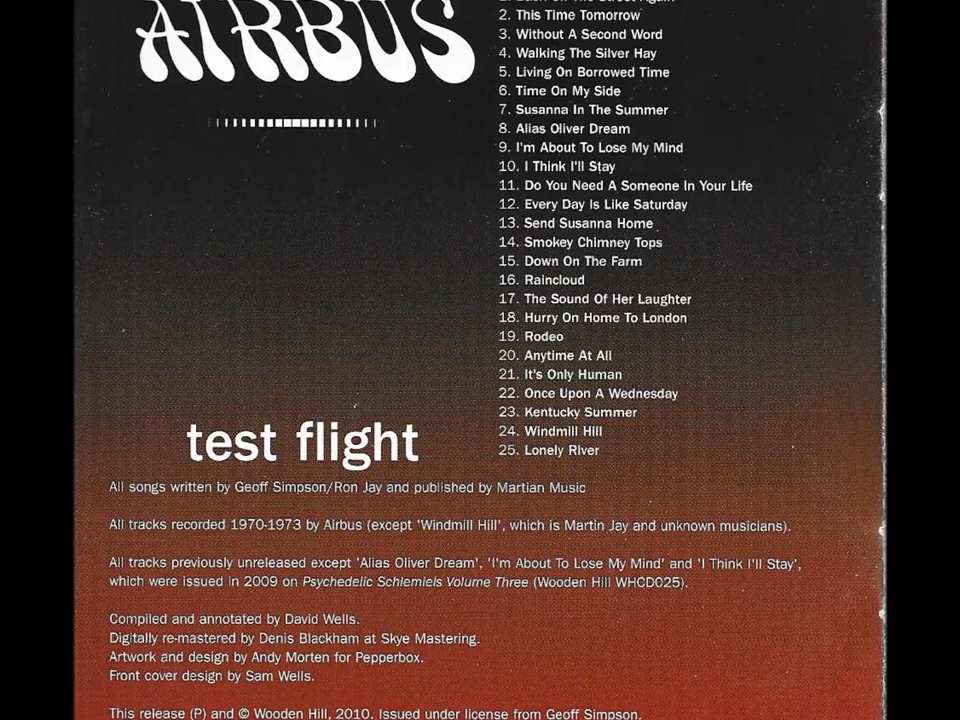 AIRBUS
2. This Time Tomorrow
3. Without A Second Word
4. Walking The Silver Hay
5. Living On Borrowed Time
6. Time On My Side
7. Susanna In The Summer
8. Alias Oliver Dream
9. I'm About To Lose My Mind
10. I Think I'll Stay
11. Do You Need A Someone In Your Life
12. Every Day Is Like Saturday
13. Send Susanna Home
14. Smokey Chimney Tops
15. Down On The Farm
16. Raincloud
17. The Sound Of Her Laughter
18. Hurry On Home To London
19. Rodeo
20. Anytime At All
21. It's Only Human
22. Once Upon A Wednesday
23. Kentucky Summer
24. Windmill Hill
25. Lonely River
test flight
All songs written by Geoff Simpson/Ron Jay and published by Martian Music
All tracks recorded 1970-1973 by Airbus (except 'Windmill Hill', which is Martin Jay and unknown musicians).
All tracks previously unreleased except 'Alias Oliver Dream', 'I'm About To Lose My Mind' and 'I Think I'll Stay',
which were issued in 2009 on Psychedelic Schlemiels Volume Three (Wooden Hill WHCD025).
Compiled and annotated by David Wells.
Digitally re-mastered by Denis Blackham at Skye Mastering.
Artwork and design by Andy Morten for Pepperbox.
Front cover design by Sam Wells.
This release (P) and © Wooden Hill, 2010. Issued under license from Geoff Simpson.